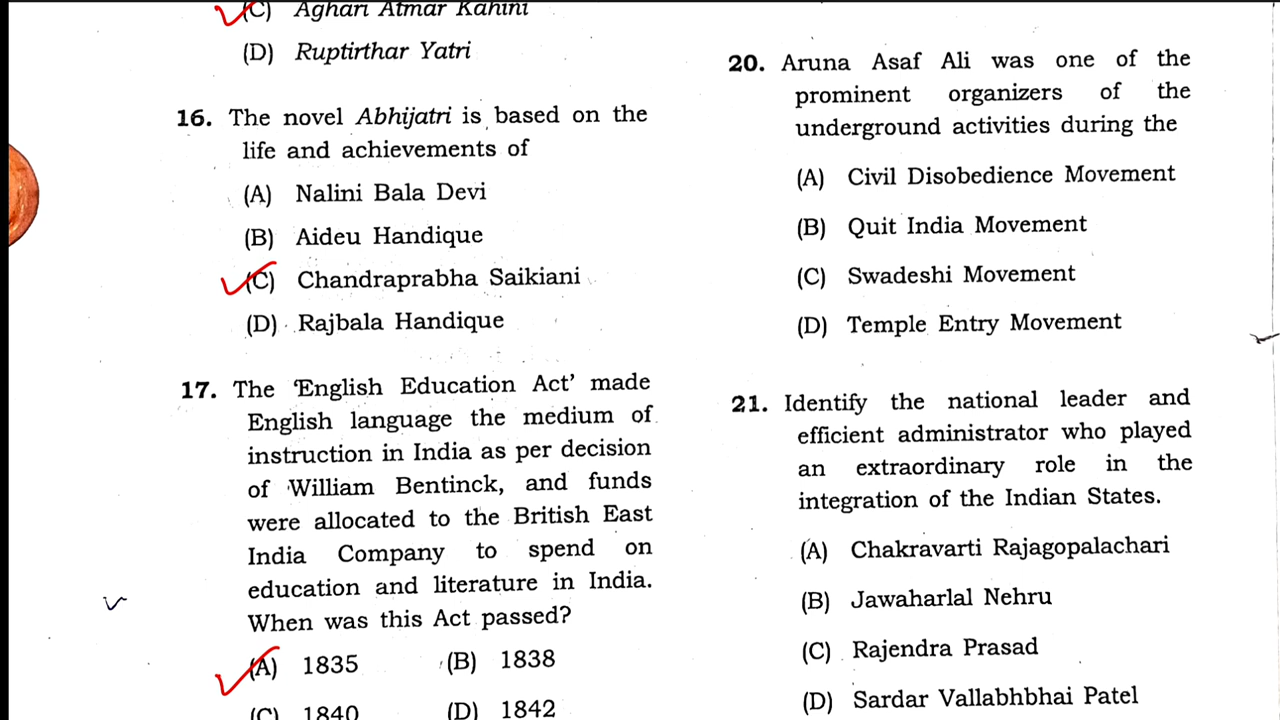 (C) Aghari Atmar Kahini
(D) Ruptirthar Yatri
16. The novel Abhijatri is based on the
life and achievements of
(A) Nalini Bala Devi
(B) Aideu Handique
(C) Chandraprabha Saikiani
(D) Rajbala Handique
17. The 'English Education Act' made
English language the medium of
instruction in India as per decision
of William Bentinck, and funds
were allocated to the British East
India Company to spend on
education and literature in India.
When was this Act passed?
(A) 1835 (B) 1838
(C) 1840 (D) 1842
20. Aruna Asaf Ali was one of the
prominent organizers of the
underground activities during the
(A) Civil Disobedience Movement
(B) Quit India Movement
(C) Swadeshi Movement
(D) Temple Entry Movement
21. Identify the national leader and
efficient administrator who played
an extraordinary role in the
integration of the Indian States.
(A) Chakravarti Rajagopalachari
(B) Jawaharlal Nehru
(C) Rajendra Prasad
(D) Sardar Vallabhbhai Patel